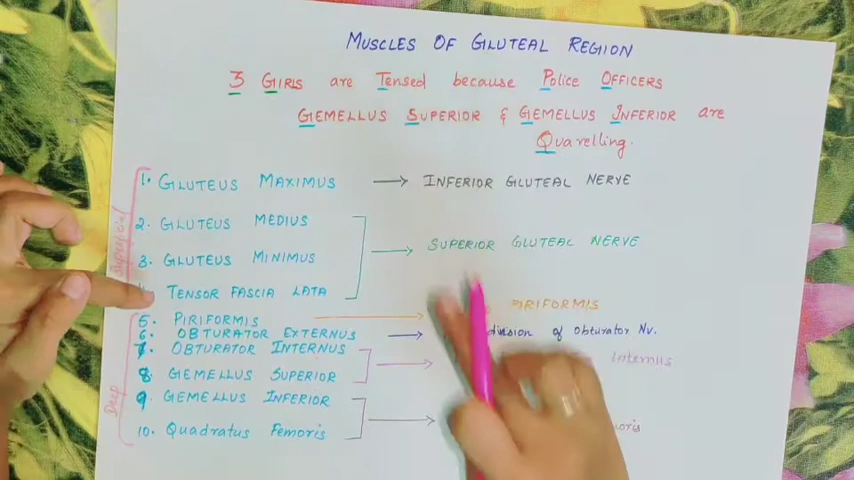 MUSCLES OF GLUTEAL REGION
3 GIRLS are Tensed because Police OFFICERS
GEMELLUS SUPERIOR & GEMELLUS INFERIOR are
Quarelling.
1. GLUTEUS MAXIMUS → INFERIOR GLUTEAL NERVE
2. GLUTEUS MEDIUS
3. GLUTEUS MINIMUS → SUPERIOR GLUTEAL NERVE
TENSOR FASCIA LATA
5. PIRIFORMIS → PIRIFORMIS
6. OBTURATOR EXTERNUS → division of obturator Nv.
7. OBTURATOR INTERNUS
8 GEMELLUS SUPERIOR → internus
9 GEMELLUS INFERIOR
10. Quadratus Femoris →
Superficial
Deep